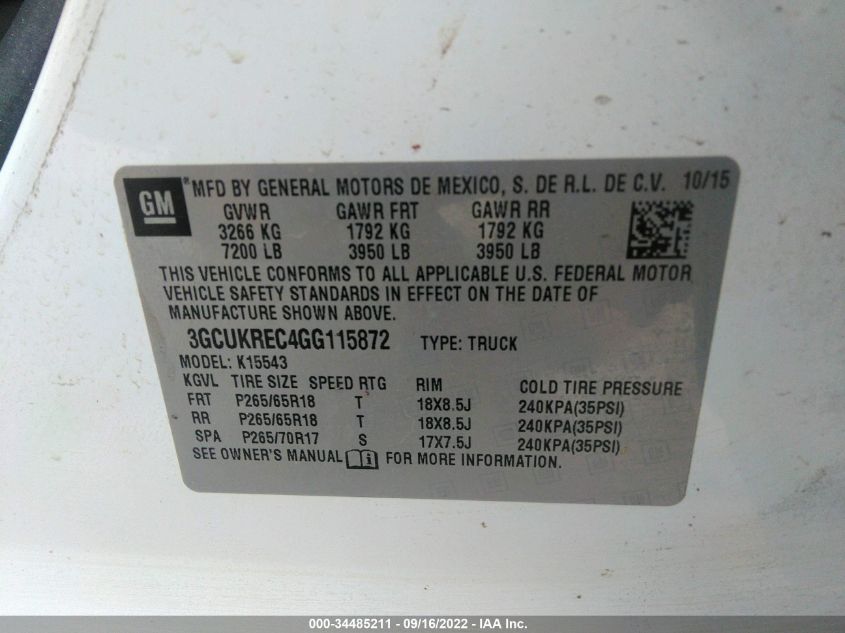 GM ® MFD BY GENERAL MOTORS DE MEXICO, S. DE R.L. DE C.V. 10/15
GVWR GAWR FRT GAWR RR
3266 KG 1792 KG 1792 KG
7200 LB 3950 LB 3950 LB
THIS VEHICLE CONFORMS TO ALL APPLICABLE U.S. FEDERAL MOTOR
VEHICLE SAFETY STANDARDS IN EFFECT ON THE DATE OF
MANUFACTURE SHOWN ABOVE.
3GCUKREC4GG115872 TYPE: TRUCK
MODEL: K15543
KGVL TIRE SIZE SPEED RTG RIM COLD TIRE PRESSURE
FRT P265/65R18 T 18X8.5J 240KPA(35PSI)
RR P265/65R18 T 18X8.5J 240KPA(35PSI)
SPA P265/70R17 S 17X7.5J 240KPA(35PSI)
SEE OWNER'S MANUAL FOR MORE INFORMATION.
000-34485211 - 09/16/2022 - IAA Inc.